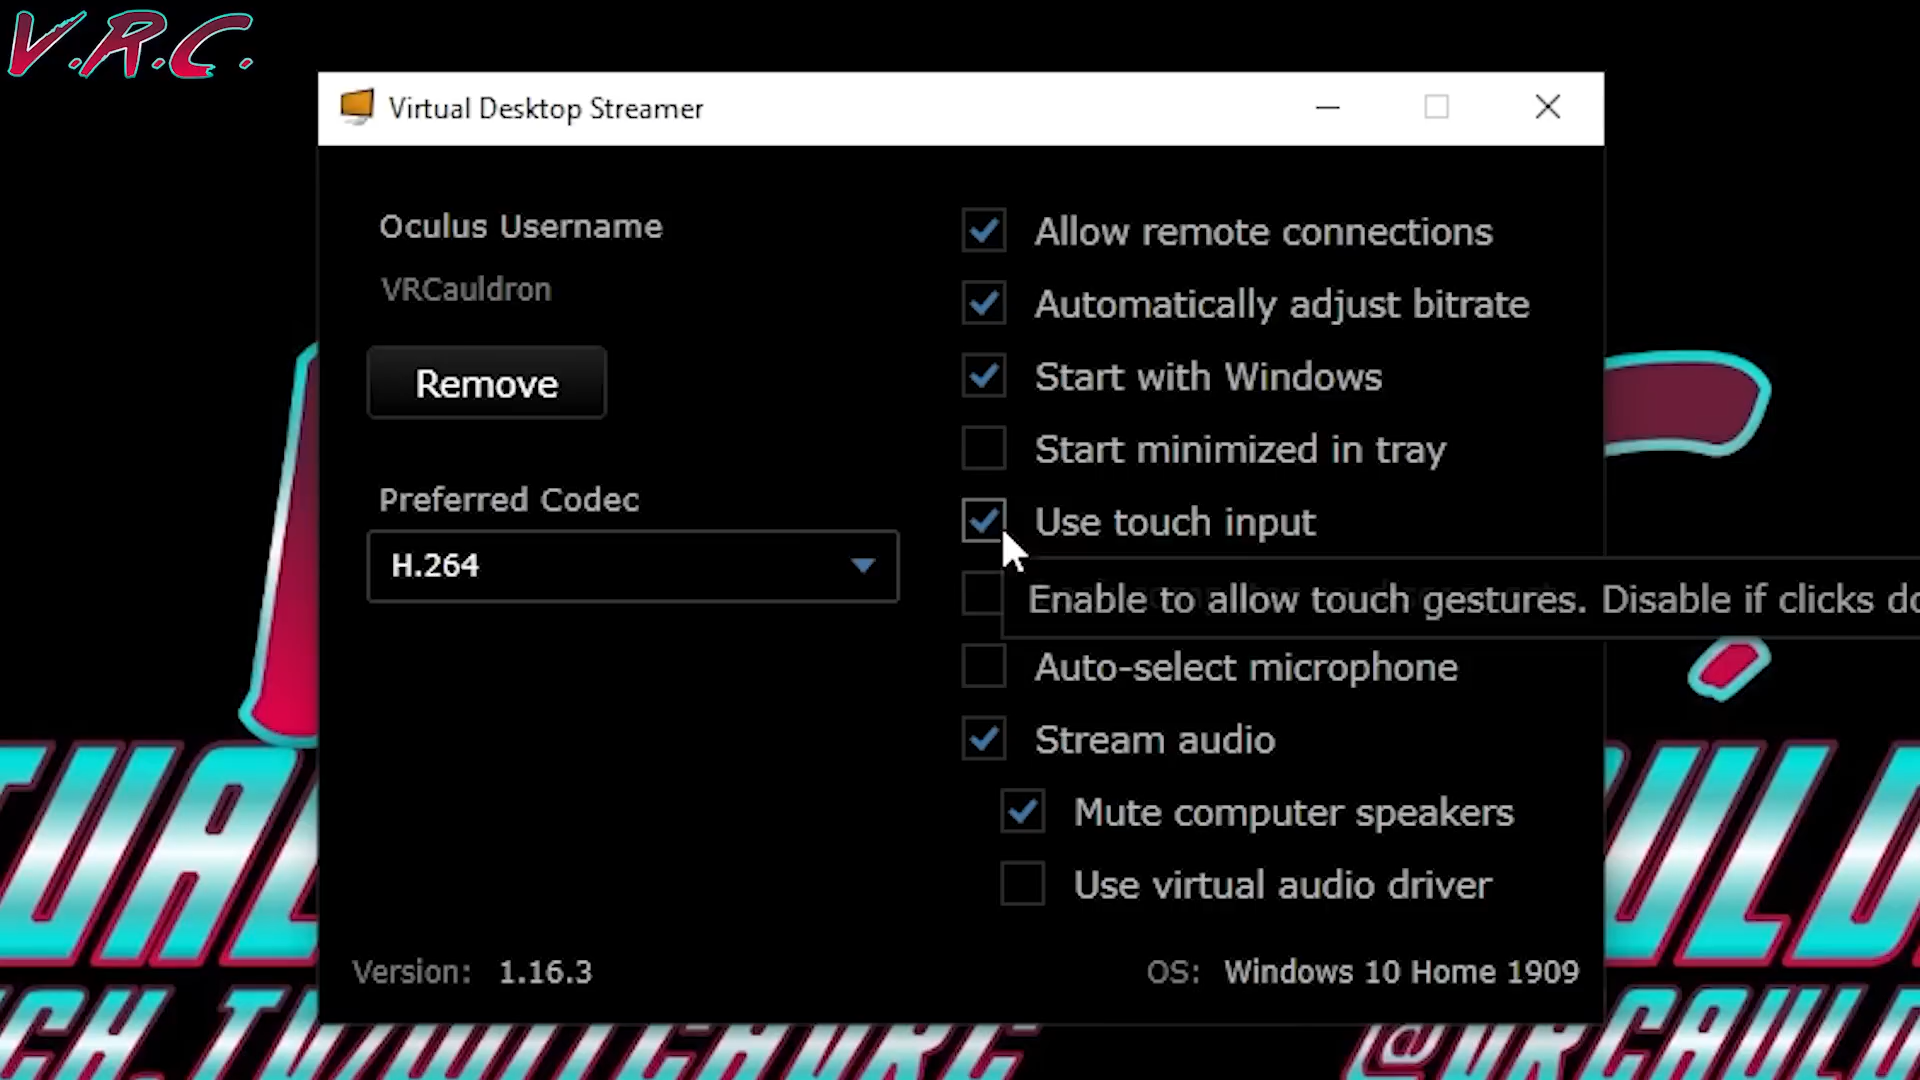 V.R.C.
Virtual Desktop Streamer
Oculus Username
VRCauldron
Remove
Preferred Codec
H.264
Allow remote connections
Automatically adjust bitrate
Start with Windows
Start minimized in tray
Use touch input
Enable to allow touch gestures. Disable if clicks do
Auto-select microphone
Stream audio
Mute computer speakers
Use virtual audio driver
Version: 1.16.3
OS: Windows 10 Home 1909